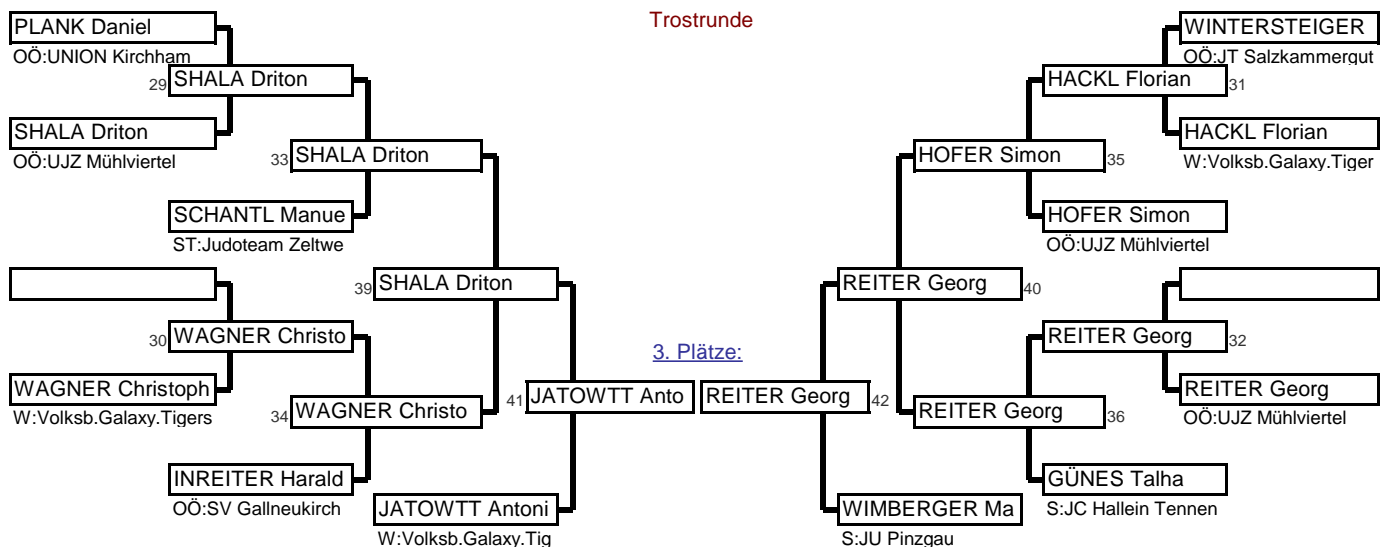 Trostrunde
PLANK Daniel
OÖ:UNION Kirchham
29
SHALA Driton
SHALA Driton
OÖ:UJZ Mühlviertel
33
SHALA Driton
SCHANTL Manue
ST:Judoteam Zeltwe
39
SHALA Driton
30
WAGNER Christo
WAGNER Christoph
W:Volksb.Galaxy.Tigers
34
WAGNER Christo
INREITER Harald
OÖ:SV Gallneukirch
41
JATOWTT Anto
JATOWTT Antoni
W:Volksb.Galaxy.Tig
3. Plätze:
WINTERSTEIGER
OÖ:JT Salzkammergut
HACKL Florian
31
HACKL Florian
W:Volksb.Galaxy.Tiger
HOFER Simon
35
HOFER Simon
OÖ:UJZ Mühlviertel
REITER Georg
40
REITER Georg
32
REITER Georg
OÖ:UJZ Mühlviertel
REITER Georg
42
REITER Georg
36
GÜNES Talha
S:JC Hallein Tennen
WIMBERGER Ma
S:JU Pinzgau